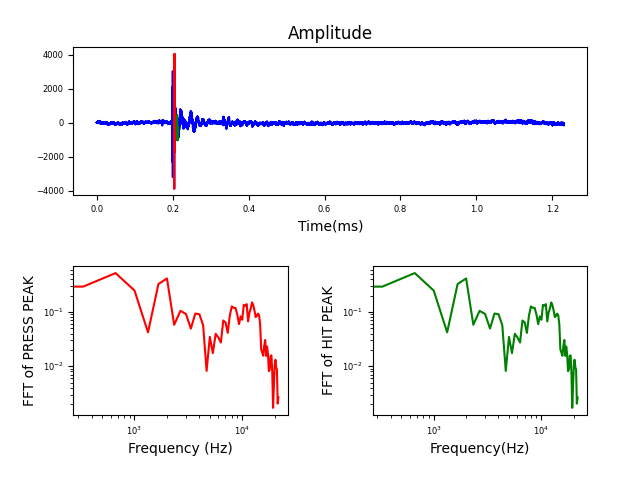 Amplitude
4000
2000
0
−2000
−4000
0.0 0.2 0.4 0.6 0.8 1.0 1.2
Time(ms)
FFT of PRESS PEAK
10⁻¹
10⁻²
10³ 10⁴
Frequency (Hz)
FFT of HIT PEAK
10⁻¹
10⁻²
10³ 10⁴
Frequency(Hz)